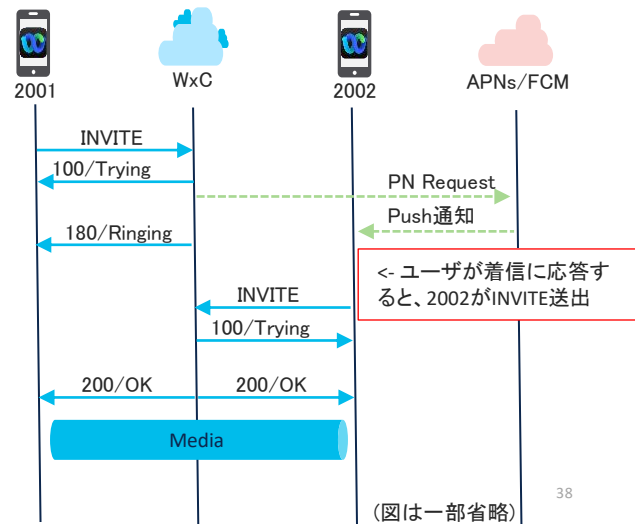 2001
WxC
2002
APNs/FCM
INVITE
100/Trying
PN Request
Push通知
180/Ringing
<- ユーザが着信に応答す
ると、2002がINVITE送出
INVITE
100/Trying
200/OK
200/OK
Media
38
(図は一部省略)